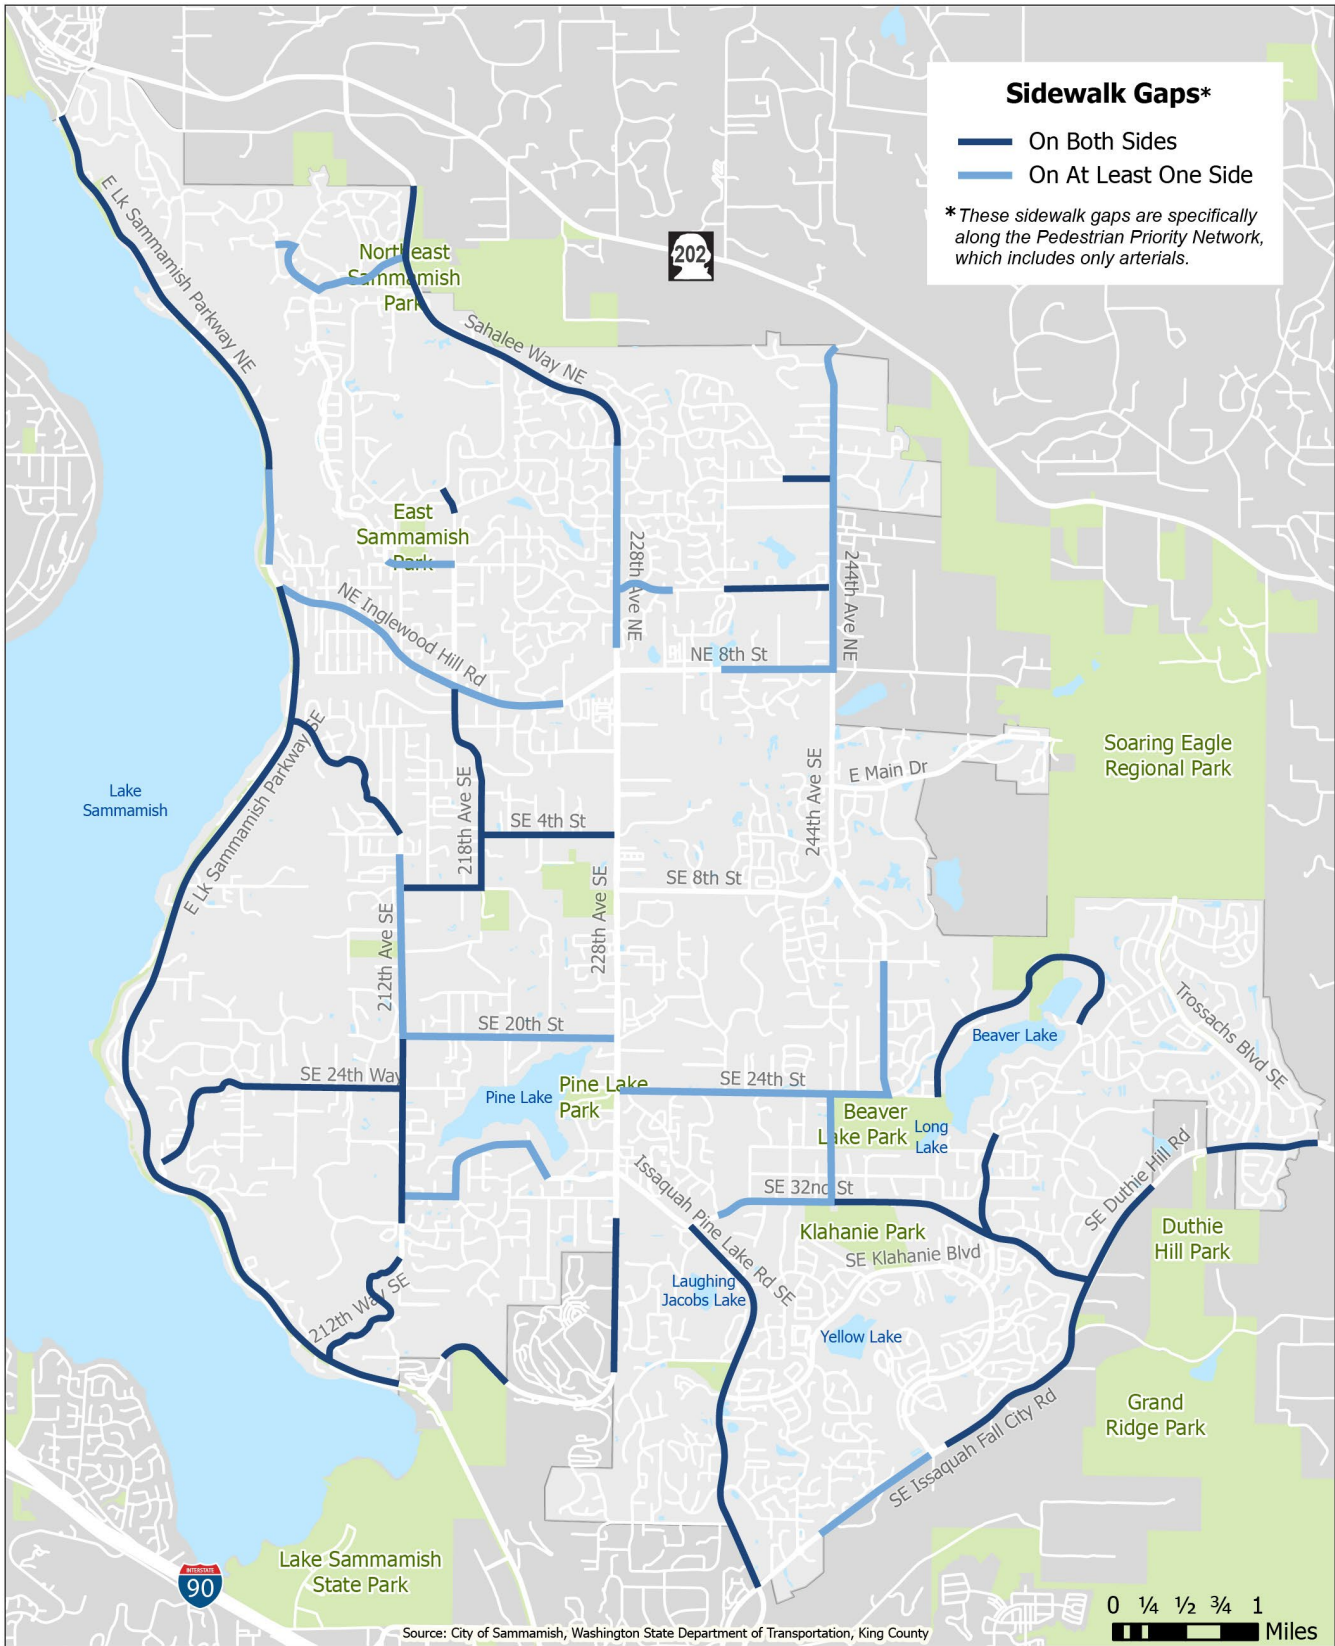 Sidewalk Gaps*
On Both Sides
On At Least One Side
* These sidewalk gaps are specifically
along the Pedestrian Priority Network,
which includes only arterials.
E Lk Sammamish Parkway NE
Northeast
Sammamish
Park
202
Sahalee Way NE
East
Sammamish
Park
228th Ave NE
244th Ave NE
NE Inglewood Hill Rd
NE 8th St
E Lk Sammamish Parkway SE
Soaring Eagle
Regional Park
Lake
Sammamish
218th Ave SE
SE 4th St
244th Ave SE
E Main Dr
SE 8th St
212th Ave SE
228th Ave SE
SE 20th St
Beaver Lake
Trossachs Blvd SE
SE 24th Way
Pine Lake
Pine Lake
Park
SE 24th St
Beaver
Lake Park
Long
Lake
Issaquah Pine Lake Rd SE
SE 32nd St
SE Duthie Hill Rd
Klahanie Park
SE Klahanie Blvd
Duthie
Hill Park
212th Way SE
Laughing
Jacobs Lake
Yellow Lake
Grand
Ridge Park
SE Issaquah Fall City Rd
Lake Sammamish
State Park
INTERSTATE
90
0 ¼ ½ ¾ 1
Miles
Source: City of Sammamish, Washington State Department of Transportation, King County